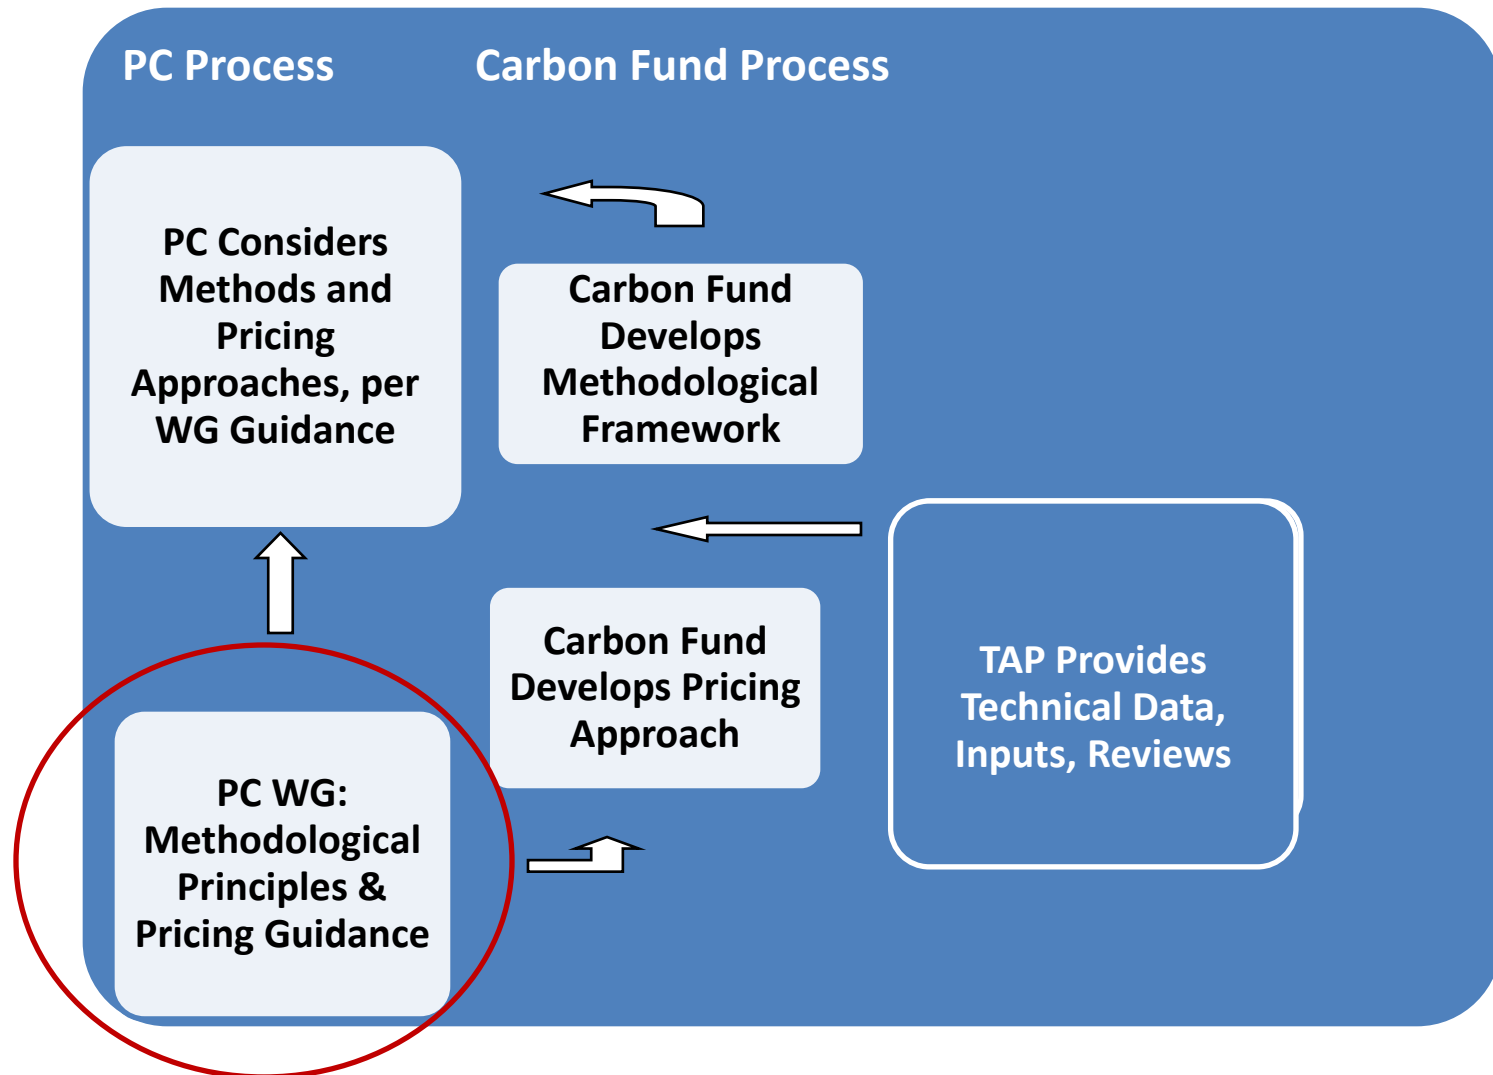 PC Process
Carbon Fund Process
PC Considers
Methods and
Pricing
Approaches, per
WG Guidance
Carbon Fund
Develops
Methodological
Framework
Carbon Fund
Develops Pricing
Approach
TAP Provides
Technical Data,
Inputs, Reviews
PC WG:
Methodological
Principles &
Pricing Guidance